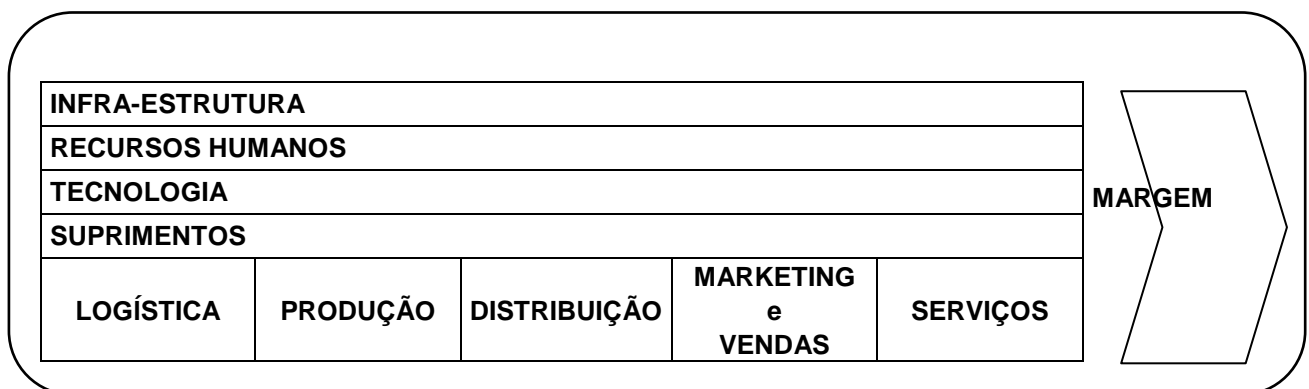 INFRA-ESTRUTURA
RECURSOS HUMANOS
TECNOLOGIA
MARGEM
SUPRIMENTOS
LOGÍSTICA
PRODUÇÃO
DISTRIBUIÇÃO
MARKETING
e
VENDAS
SERVIÇOS